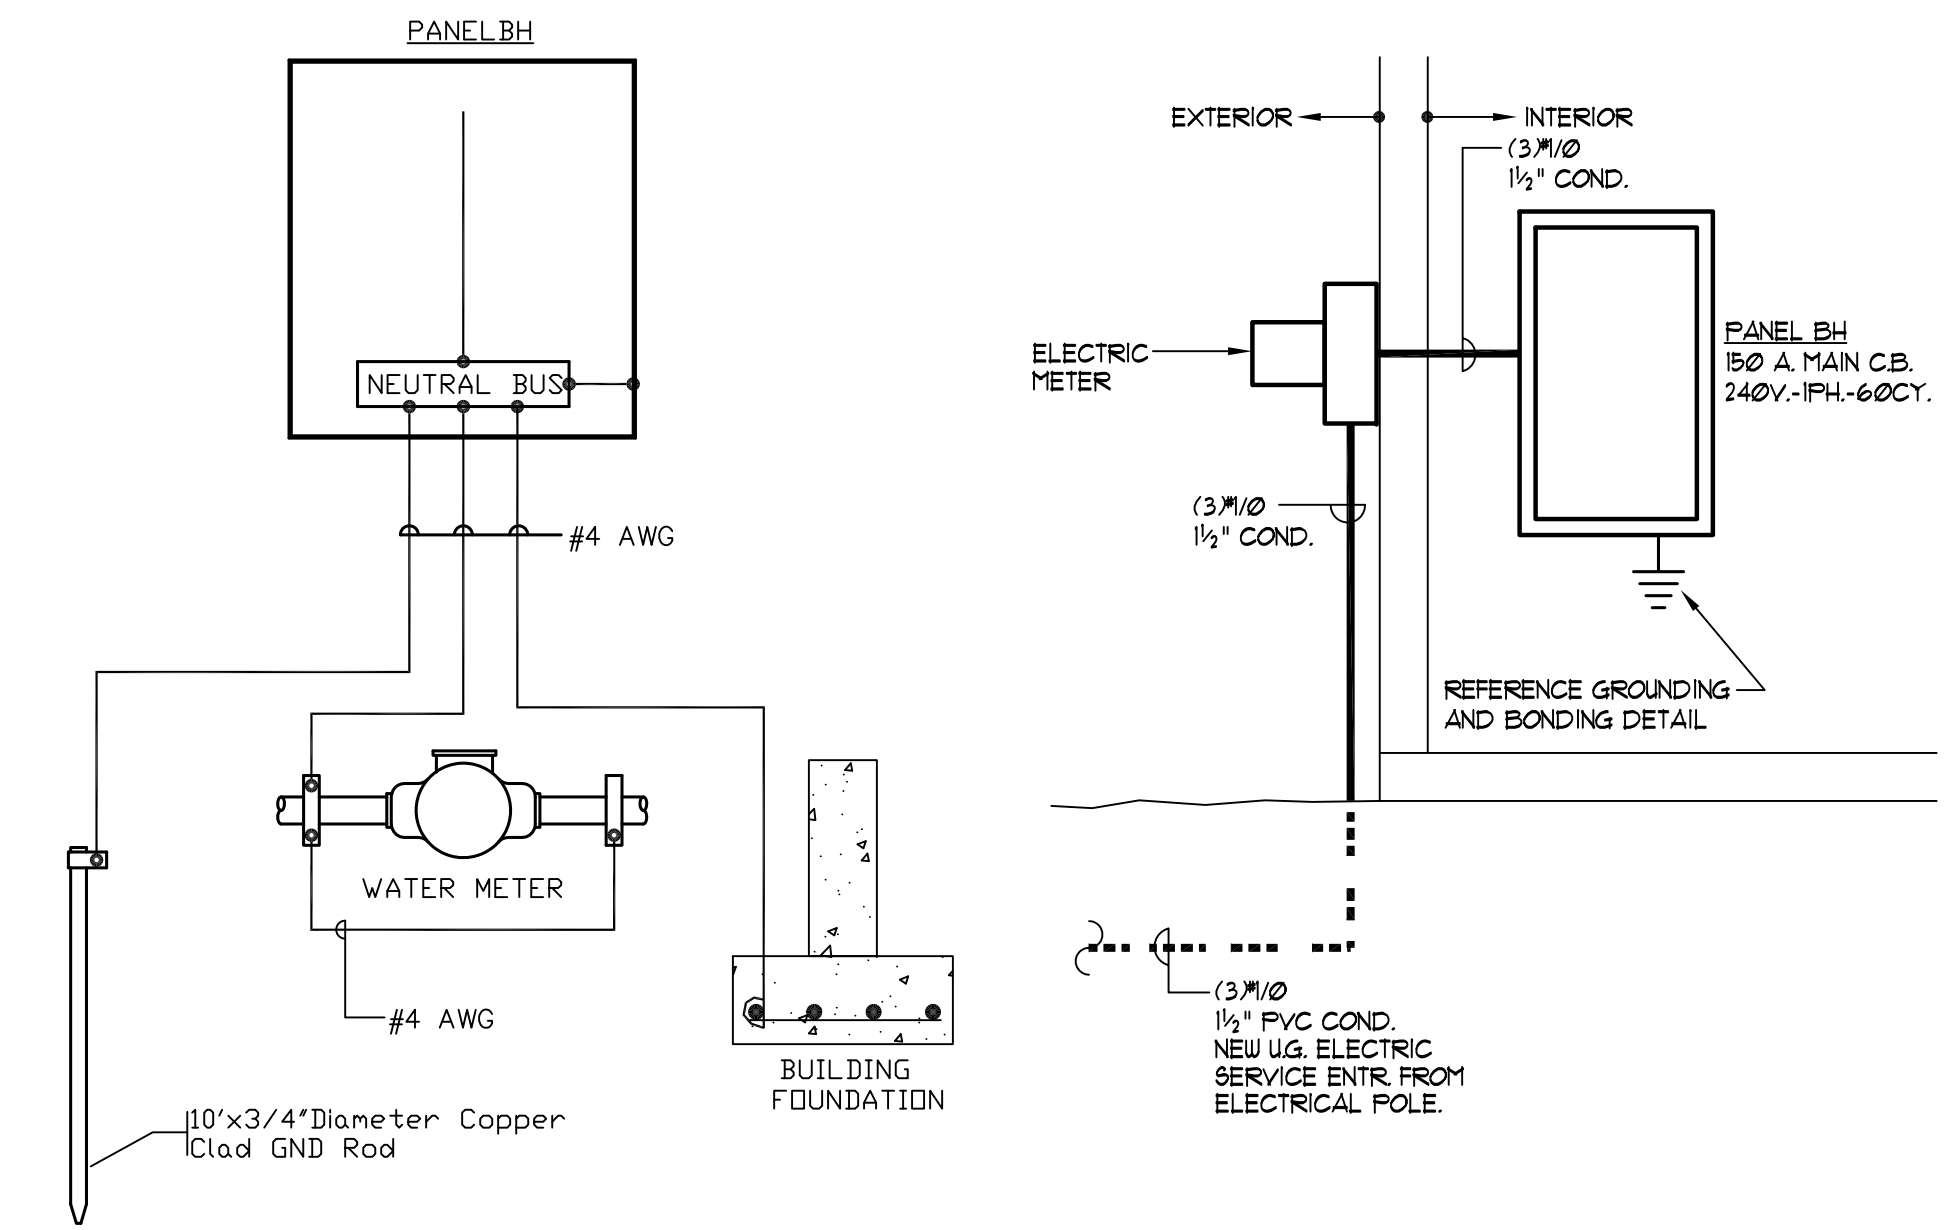 PANEL BH
NEUTRAL BUS
#4 AWG
WATER METER
#4 AWG
BUILDING
FOUNDATION
10'x3/4"Diameter Copper
Clad GND Rod
EXTERIOR
INTERIOR
(3)#1/0
1½" COND.
ELECTRIC
METER
PANEL BH
150 A. MAIN C.B.
240V.-1PH.-60CY.
(3)#1/0
1½" COND.
REFERENCE GROUNDING
AND BONDING DETAIL
(3)#1/0
1½" PVC COND.
NEW U.G. ELECTRIC
SERVICE ENTR. FROM
ELECTRICAL POLE.